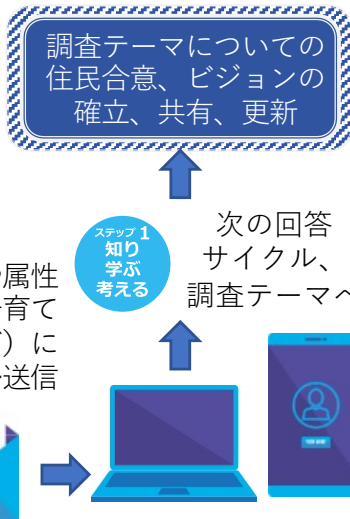 調査テーマについての
住民合意、ビジョンの
確立、共有、更新
ステップ 1
知り
学ぶ
考える
次の回答
サイクル、
調査テーマへ
属性
育て
）に
送信